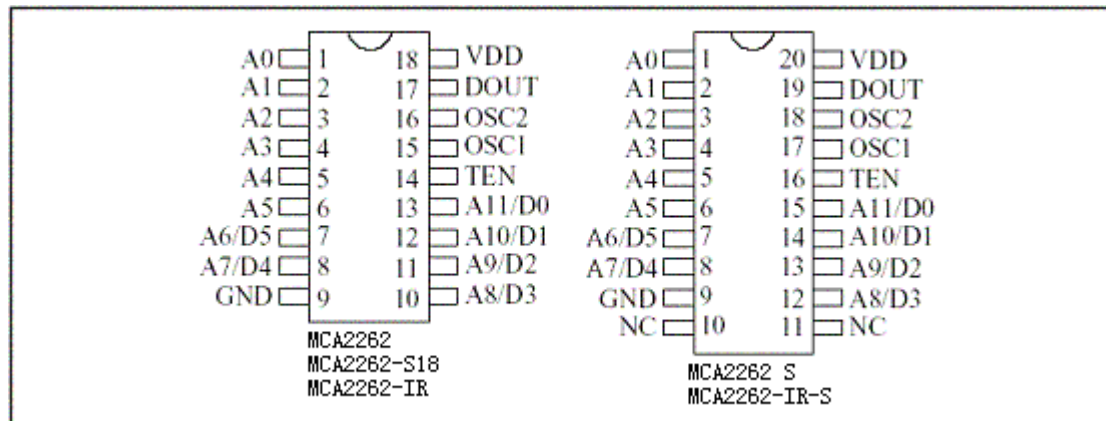 A0 1 18 VDD
A1 2 17 DOUT
A2 3 16 OSC2
A3 4 15 OSC1
A4 5 14 TEN
A5 6 13 A11/D0
A6/D5 7 12 A10/D1
A7/D4 8 11 A9/D2
GND 9 10 A8/D3
MCA2262
MCA2262-S18
MCA2262-IR
A0 1 20 VDD
A1 2 19 DOUT
A2 3 18 OSC2
A3 4 17 OSC1
A4 5 16 TEN
A5 6 15 A11/D0
A6/D5 7 14 A10/D1
A7/D4 8 13 A9/D2
GND 9 12 A8/D3
NC 10 11 NC
MCA2262 S
MCA2262-IR-S